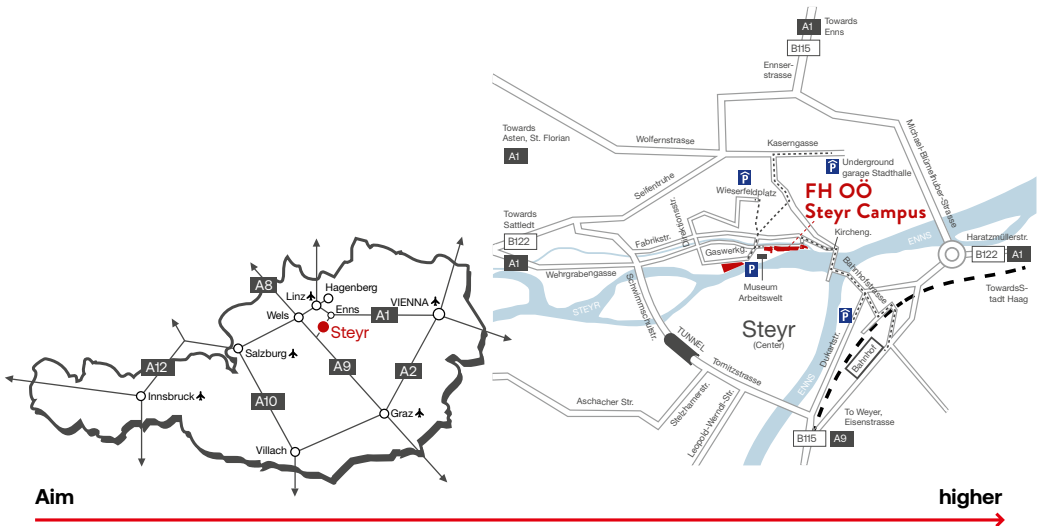 A1
Towards
Enns
B115
Ennser-
strasse
Towards
Asten, St. Florian
A1
Wolfernstrasse
Kaserngasse
Michael-Blümelhuber-Strasse
P
Underground
garage Stadthalle
Seifentruhe
P
Wieserfeldplatz
FH OÖ
Steyr Campus
Direktionsstr.
Towards
Sattledt
B122
A1
Kircheng.
ENNS
Haratzmüllerstr.
B122
A1
Fabrikstr.
Gaswerkg.
Wehrgrabengasse
P
Museum
Arbeitswelt
Bahnhofstrasse
TowardsS-
tadt Haag
STEYR
Schwimmschulstr.
Steyr
(Center)
P
TUNNEL
Dukartstr.
Bahnhof
Tomitzstrasse
ENNS
Aschacher Str.
Stelzhamerstr.
Leopold-Werndl-Str.
To Weyer,
Eisenstrasse
B115
A9
A8
Hagenberg
Linz
Enns
VIENNA
Wels
A1
Steyr
Salzburg
A12
A9
A2
Innsbruck
A10
Graz
Villach
Aim
higher